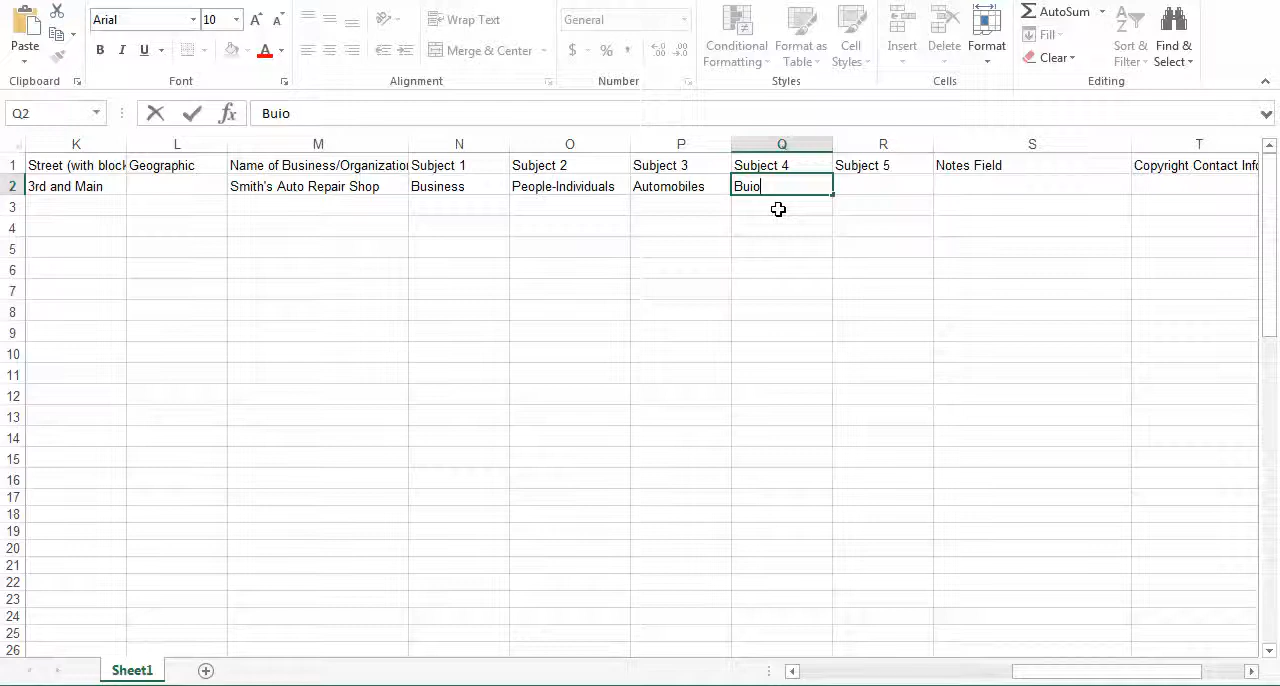 Arial 10 Wrap Text General AutoSum
Fill
Paste B I U Merge & Center $ % , Conditional Formatting Format as Table Cell Styles Insert Delete Format Clear Sort & Filter Find & Select
Clipboard Font Alignment Number Styles Cells Editing
Q2 fx Buio
K L M N O P Q R S T
1 Street (with bloc Geographic Name of Business/Organizatio Subject 1 Subject 2 Subject 3 Subject 4 Subject 5 Notes Field Copyright Contact Info
2 3rd and Main Smith's Auto Repair Shop Business People-Individuals Automobiles Buio
3
4
5
6
7
8
9
10
11
12
13
14
15
16
17
18
19
20
21
22
23
24
25
26
Sheet1